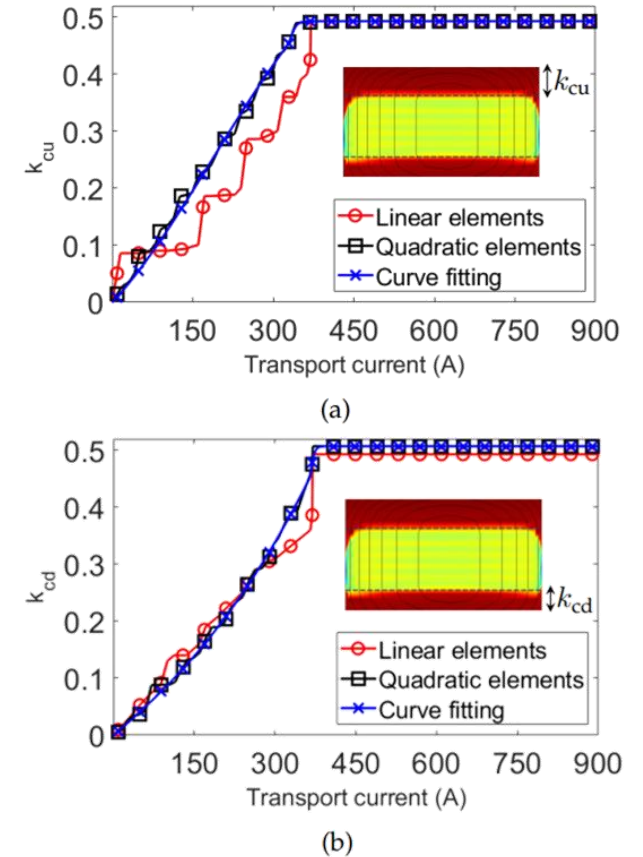 0.5
0.4
0.3
0.2
0.1
0
k_cu
k_cu
Linear elements
Quadratic elements
Curve fitting
150 300 450 600 750 900
Transport current (A)
(a)
0.5
0.4
0.3
0.2
0.1
0
k_cd
k_cd
Linear elements
Quadratic elements
Curve fitting
150 300 450 600 750 900
Transport current (A)
(b)